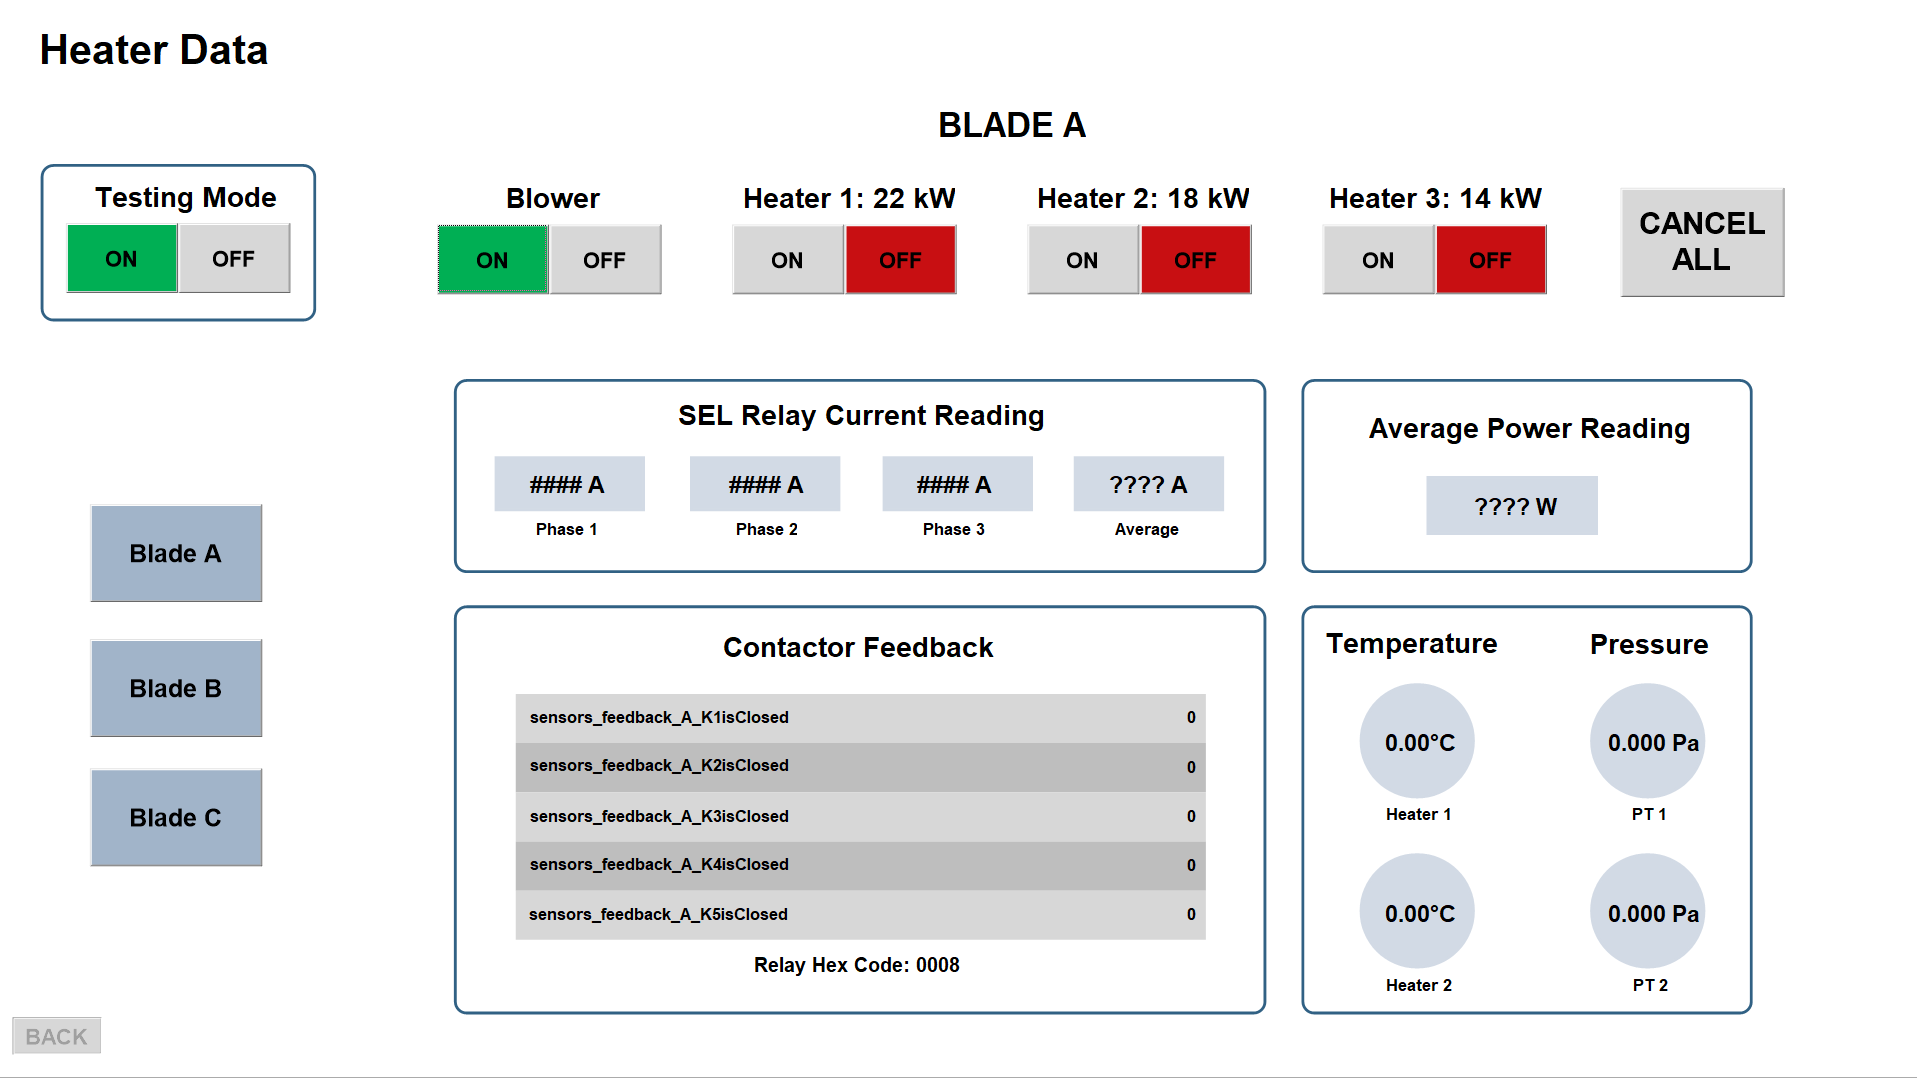 Heater Data
BLADE A
Testing Mode
ON OFF
Blower
ON OFF
Heater 1: 22 kW
ON OFF
Heater 2: 18 kW
ON OFF
Heater 3: 14 kW
ON OFF
CANCEL
ALL
Blade A
Blade B
Blade C
SEL Relay Current Reading
#### A #### A #### A ???? A
Phase 1 Phase 2 Phase 3 Average
Average Power Reading
???? W
Contactor Feedback
sensors_feedback_A_K1isClosed 0
sensors_feedback_A_K2isClosed 0
sensors_feedback_A_K3isClosed 0
sensors_feedback_A_K4isClosed 0
sensors_feedback_A_K5isClosed 0
Relay Hex Code: 0008
Temperature Pressure
0.00°C 0.000 Pa
Heater 1 PT 1
0.00°C 0.000 Pa
Heater 2 PT 2
BACK